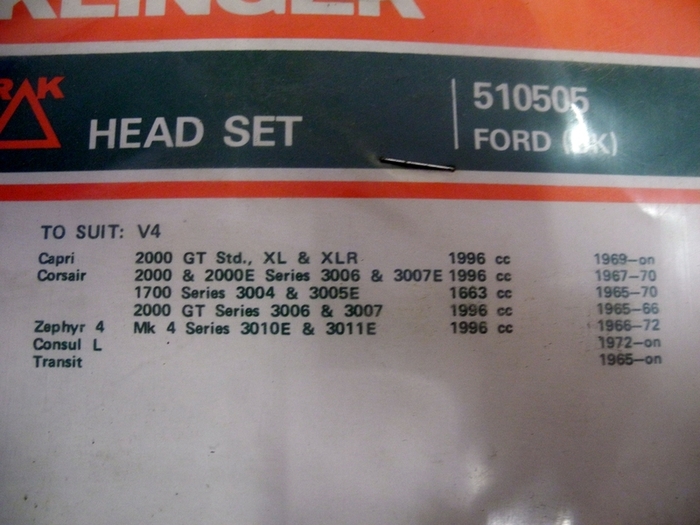 KLINGER
RAK
HEAD SET
510505
FORD (UK)
TO SUIT: V4
Capri 2000 GT Std., XL & XLR 1996 cc 1969-on
Corsair 2000 & 2000E Series 3006 & 3007E 1996 cc 1967-70
1700 Series 3004 & 3005E 1663 cc 1965-70
2000 GT Series 3006 & 3007 1996 cc 1965-66
Zephyr 4 Mk 4 Series 3010E & 3011E 1996 cc 1966-72
Consul L 1972-on
Transit 1965-on